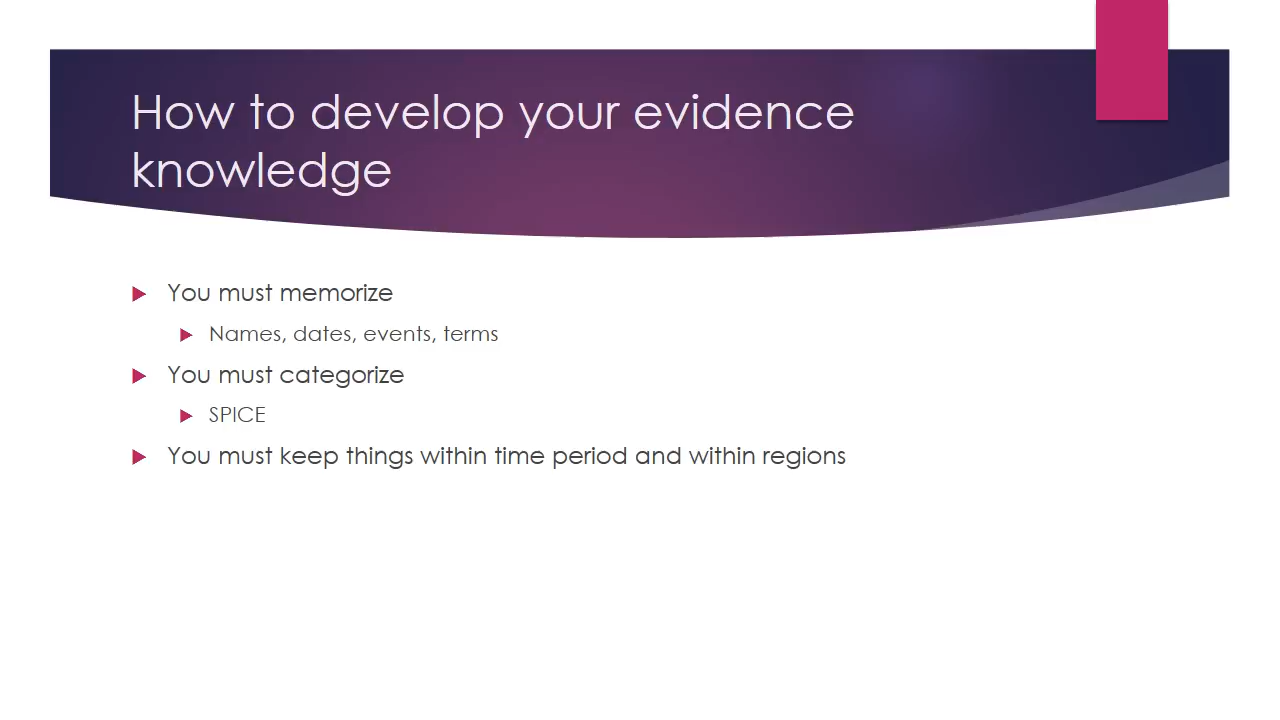 How to develop your evidence
knowledge
You must memorize
Names, dates, events, terms
You must categorize
SPICE
You must keep things within time period and within regions